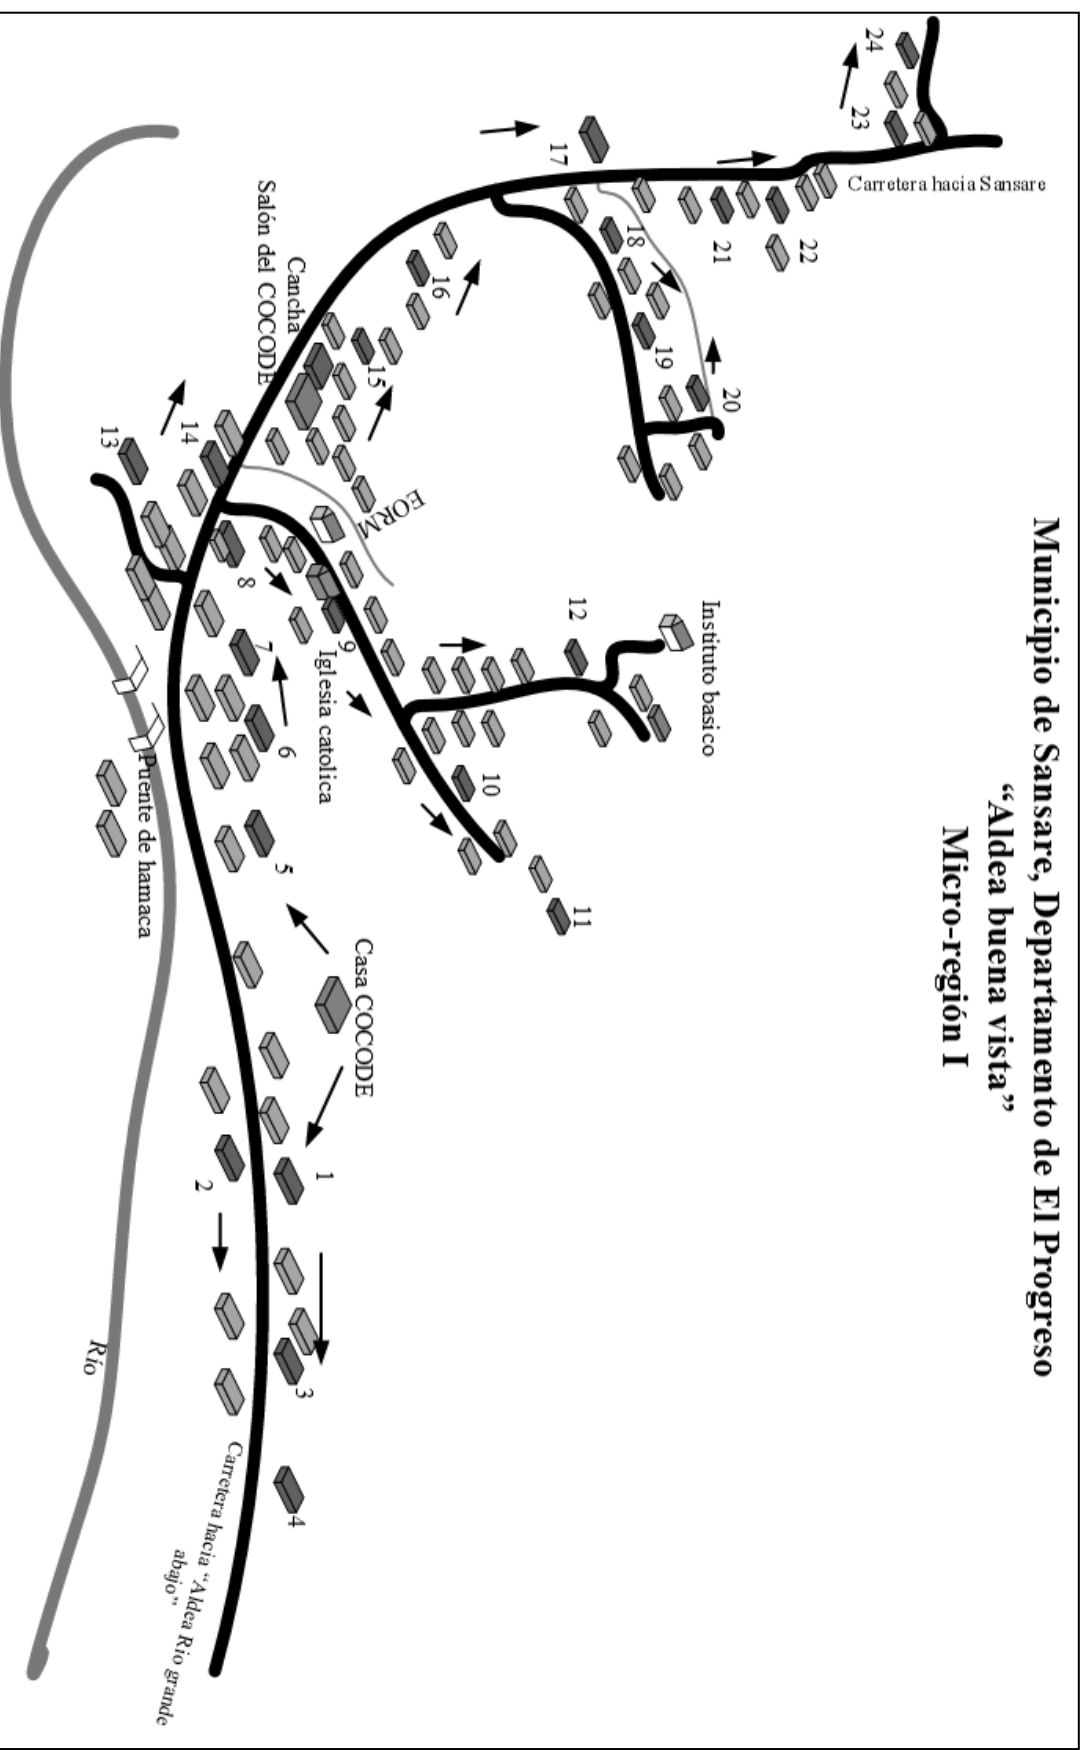 Municipio de Sansare, Departamento de El Progreso
“Aldea buena vista”
Micro-región I
24
23
Carretera hacia Sansare
17
22
21
18
19
20
16
Cancha
Salón del COCODE
15
14
13
EORM
8
9
7
6
5
Iglesia catolica
12
Instituto basico
10
11
Puente de hamaca
Casa COCODE
1
2
3
4
Río
Carretera hacia “Aldea Rio grande
abajo”